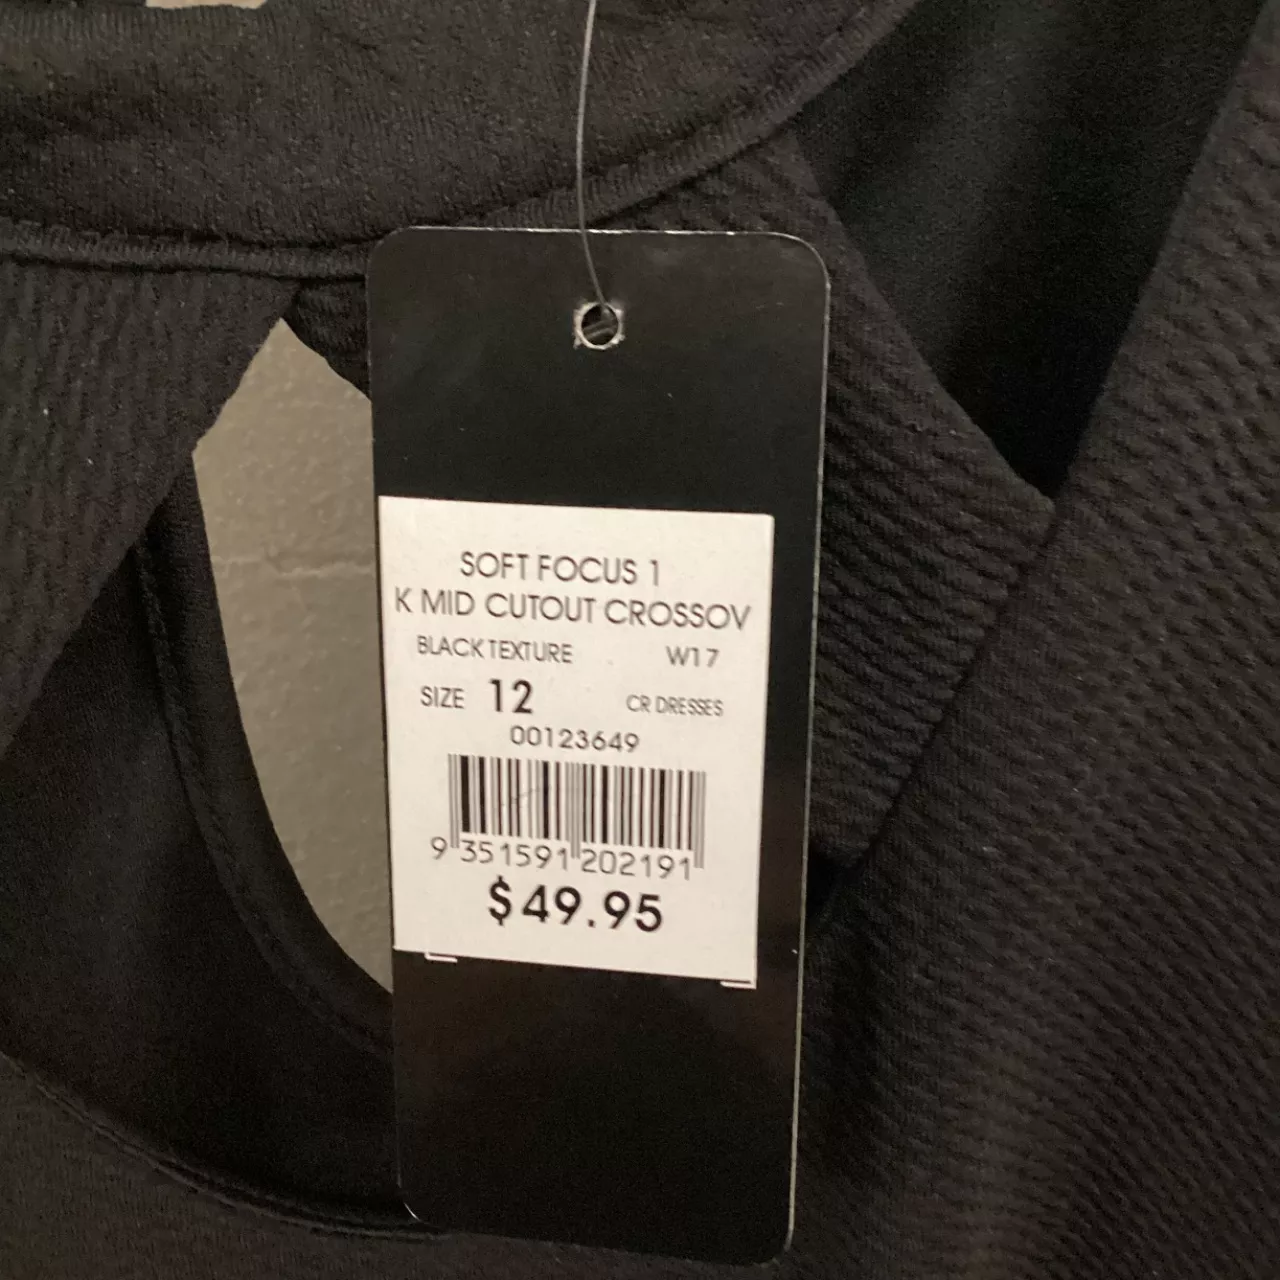 SOFT FOCUS 1
K MID CUTOUT CROSSOV
BLACK TEXTURE W17
SIZE 12 CR DRESSES
00123649
9 351591 202191
$49.95